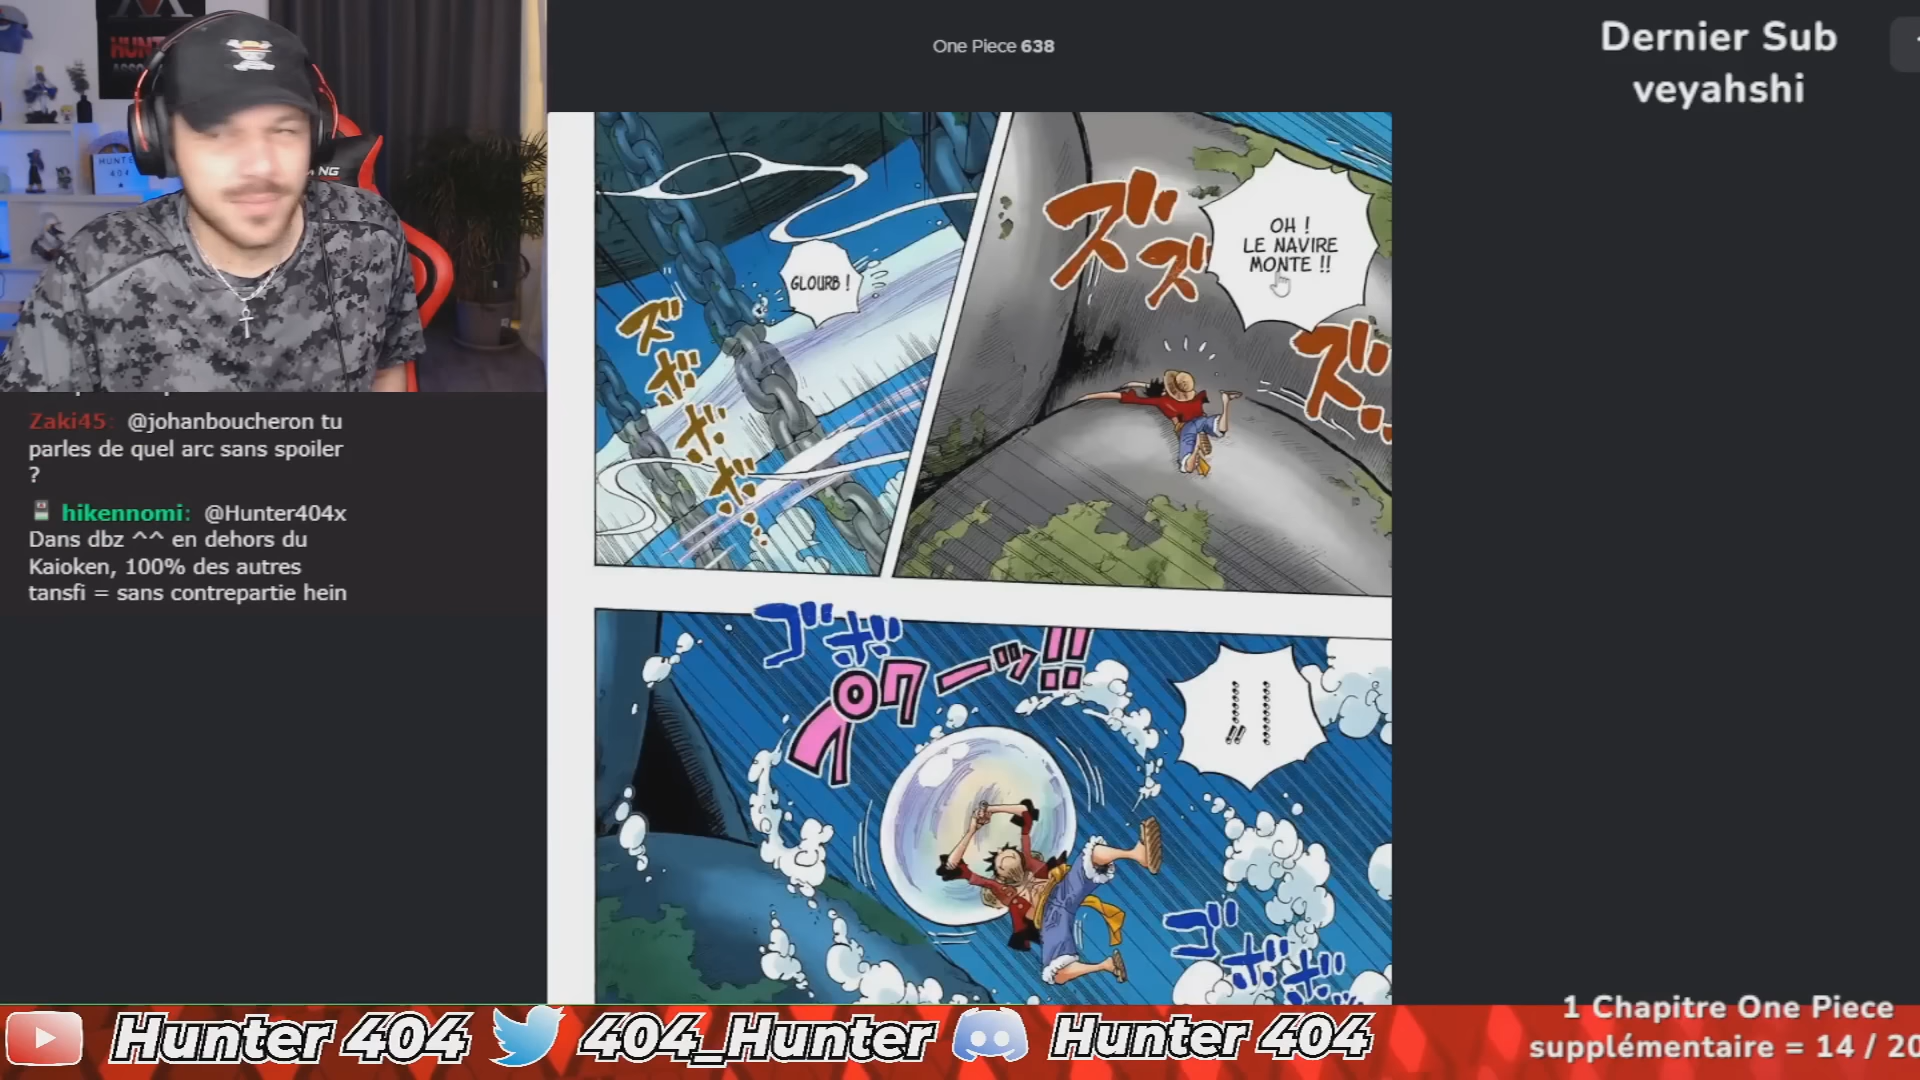 One Piece 638
Dernier Sub
veyahshi
HUNTE
404
OH !
LE NAVIRE
MONTE !!
GLOURB !
ズズ
ズ
ズボボボ...
ゴボ
パクーッ!!
ゴボボ
Zaki45: @johanboucheron tu
parles de quel arc sans spoiler
?
hikennomi: @Hunter404x
Dans dbz ^^ en dehors du
Kaioken, 100% des autres
tansfi = sans contrepartie hein
Hunter 404 404_Hunter Hunter 404
1 Chapitre One Piece
supplémentaire = 14 / 20